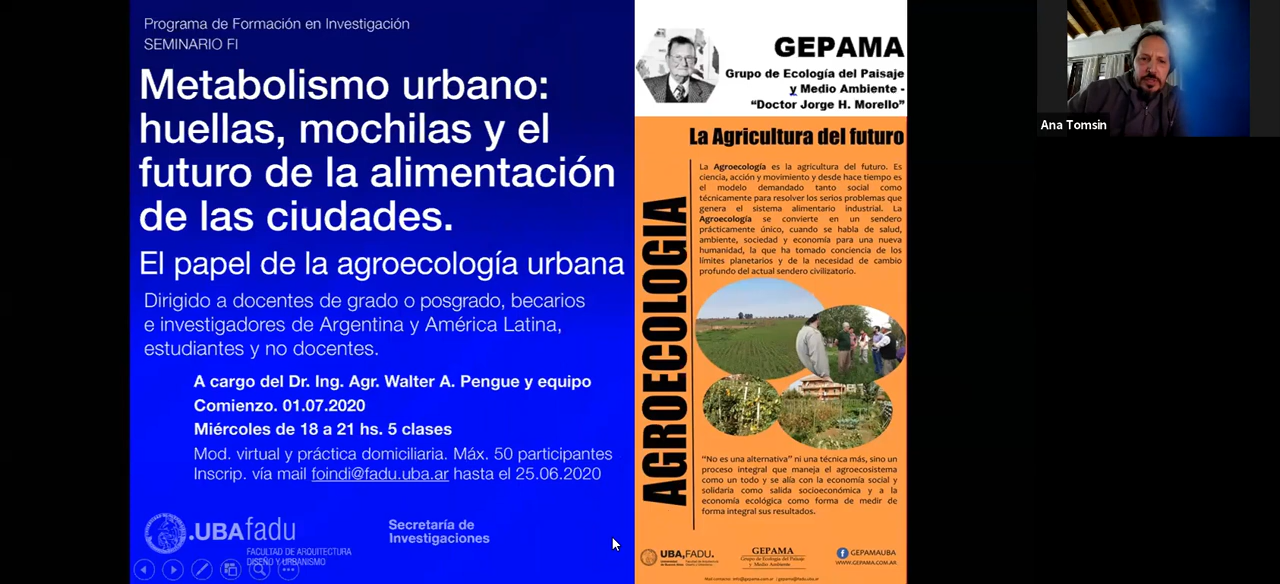 Programa de Formación en Investigación
SEMINARIO FI
Metabolismo urbano:
huellas, mochilas y el
futuro de la alimentación
de las ciudades.
El papel de la agroecología urbana
Dirigido a docentes de grado o posgrado, becarios
e investigadores de Argentina y América Latina,
estudiantes y no docentes.
A cargo del Dr. Ing. Agr. Walter A. Pengue y equipo
Comienzo. 01.07.2020
Miércoles de 18 a 21 hs. 5 clases
Mod. virtual y práctica domiciliaria. Máx. 50 participantes
Inscrip. vía mail foindi@fadu.uba.ar hasta el 25.06.2020
.UBAfadu
FACULTAD DE ARQUITECTURA
DISEÑO Y URBANISMO
Secretaría de
Investigaciones
GEPAMA
Grupo de Ecología del Paisaje
y Medio Ambiente -
“Doctor Jorge H. Morello”
La Agricultura del futuro
AGROECOLOGIA
La Agroecología es la agricultura del futuro. Es
ciencia, acción y movimiento y desde hace tiempo es
el modelo demandado tanto social como
técnicamente para resolver los serios problemas que
genera el sistema alimentario industrial. La
Agroecología se convierte en un sendero
prácticamente único, cuando se habla de salud,
ambiente, sociedad y economía para una nueva
humanidad, la que ha tomado conciencia de los
límites planetarios y de la necesidad de cambio
profundo del actual sendero civilizatorio.
“No es una alternativa” ni una técnica más, sino un
proceso integral que maneja el agroecosistema
como un todo y se alía con la economía social y
solidaria como salida socioeconómica y a la
economía ecológica como forma de medir de
forma integral sus resultados.
UBA.FADU.
GEPAMA
Grupo de Ecología del Paisaje
y Medio Ambiente
GEPAMAUBA
WWW.GEPAMA.COM.AR
Ana Tomsin